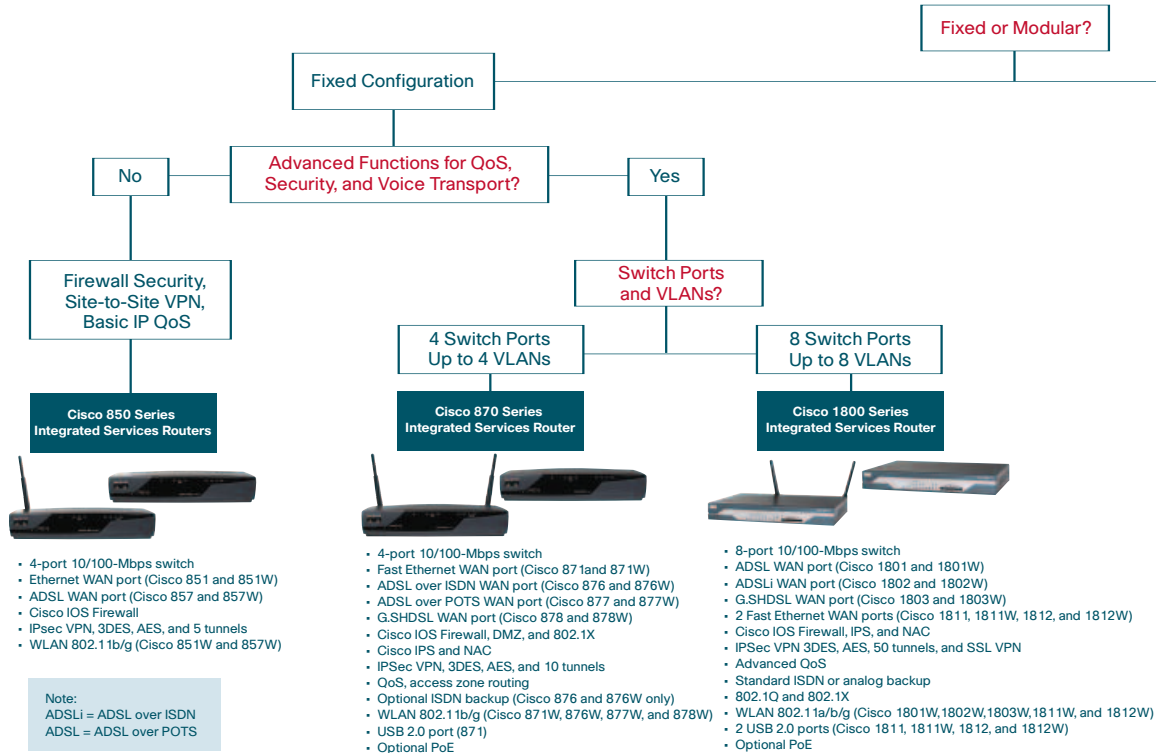 Fixed or Modular?
Fixed Configuration
Advanced Functions for QoS,
Security, and Voice Transport?
No
Yes
Firewall Security,
Site-to-Site VPN,
Basic IP QoS
Switch Ports
and VLANs?
4 Switch Ports
Up to 4 VLANs
8 Switch Ports
Up to 8 VLANs
Cisco 850 Series
Integrated Services Routers
Cisco 870 Series
Integrated Services Router
Cisco 1800 Series
Integrated Services Router
▪ 4-port 10/100-Mbps switch
▪ Ethernet WAN port (Cisco 851 and 851W)
▪ ADSL WAN port (Cisco 857 and 857W)
▪ Cisco IOS Firewall
▪ IPsec VPN, 3DES, AES, and 5 tunnels
▪ WLAN 802.11b/g (Cisco 851W and 857W)
Note:
ADSLi = ADSL over ISDN
ADSL = ADSL over POTS
▪ 4-port 10/100-Mbps switch
▪ Fast Ethernet WAN port (Cisco 871and 871W)
▪ ADSL over ISDN WAN port (Cisco 876 and 876W)
▪ ADSL over POTS WAN port (Cisco 877 and 877W)
▪ G.SHDSL WAN port (Cisco 878 and 878W)
▪ Cisco IOS Firewall, DMZ, and 802.1X
▪ Cisco IPS and NAC
▪ IPSec VPN, 3DES, AES, and 10 tunnels
▪ QoS, access zone routing
▪ Optional ISDN backup (Cisco 876 and 876W only)
▪ WLAN 802.11b/g (Cisco 871W, 876W, 877W, and 878W)
▪ USB 2.0 port (871)
▪ Optional PoE
▪ 8-port 10/100-Mbps switch
▪ ADSL WAN port (Cisco 1801 and 1801W)
▪ ADSLi WAN port (Cisco 1802 and 1802W)
▪ G.SHDSL WAN port (Cisco 1803 and 1803W)
▪ 2 Fast Ethernet WAN ports (Cisco 1811, 1811W, 1812, and 1812W)
▪ Cisco IOS Firewall, IPS, and NAC
▪ IPSec VPN 3DES, AES, 50 tunnels, and SSL VPN
▪ Advanced QoS
▪ Standard ISDN or analog backup
▪ 802.1Q and 802.1X
▪ WLAN 802.11a/b/g (Cisco 1801W,1802W,1803W,1811W, and 1812W)
▪ 2 USB 2.0 ports (Cisco 1811, 1811W, 1812, and 1812W)
▪ Optional PoE